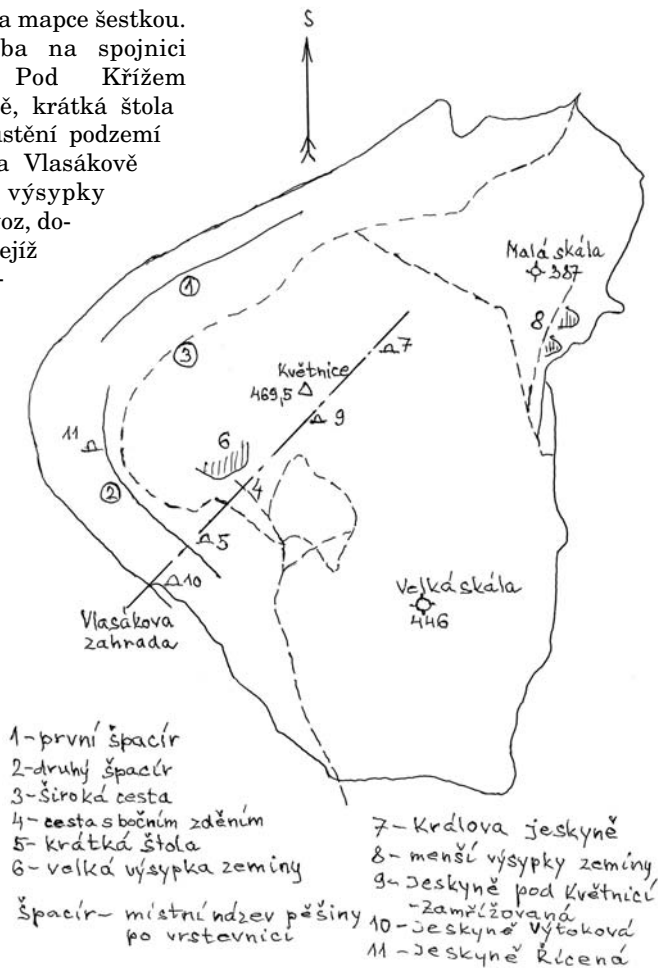 a mapce šestkou.
ba na spojnici
Pod Křížem
ě, krátká štola
ustění podzemí
a Vlasákově
výsypky
voz, do-
ejíž
-
S
Malá skála
387
8
1
3
7
Květnice
469,5
9
11
6
2
4
5
10
Vlasákova
zahrada
Velká skála
446
1-první špacír
2-druhý špacír
3-Široká cesta
4-cesta s bočním zděním
5-krátká štola
6-velká výsypka zeminy
špacír- místní název pěšiny
po vrstevnici
7-Králova jeskyně
8-menší výsypky zeminy
9-Jeskyně pod Květnicí
-zamřížovaná
10-Jeskyně Výtoková
11-Jeskyně Řícená